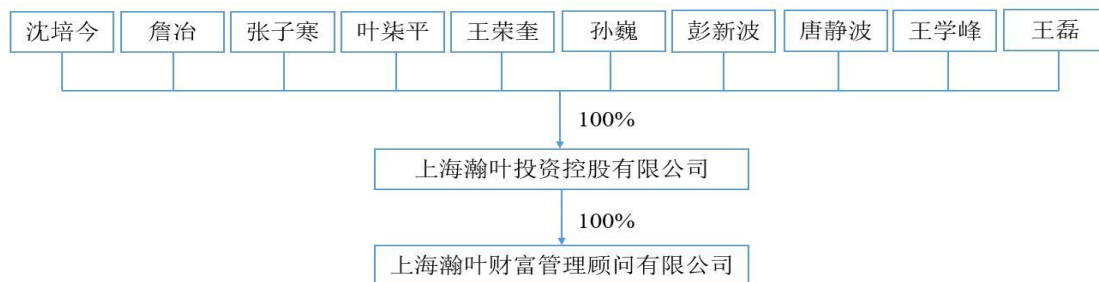 沈培今
詹冶
张子寒
叶柒平
王荣奎
孙巍
彭新波
唐静波
王学峰
王磊
100%
上海瀚叶投资控股有限公司
100%
上海瀚叶财富管理顾问有限公司